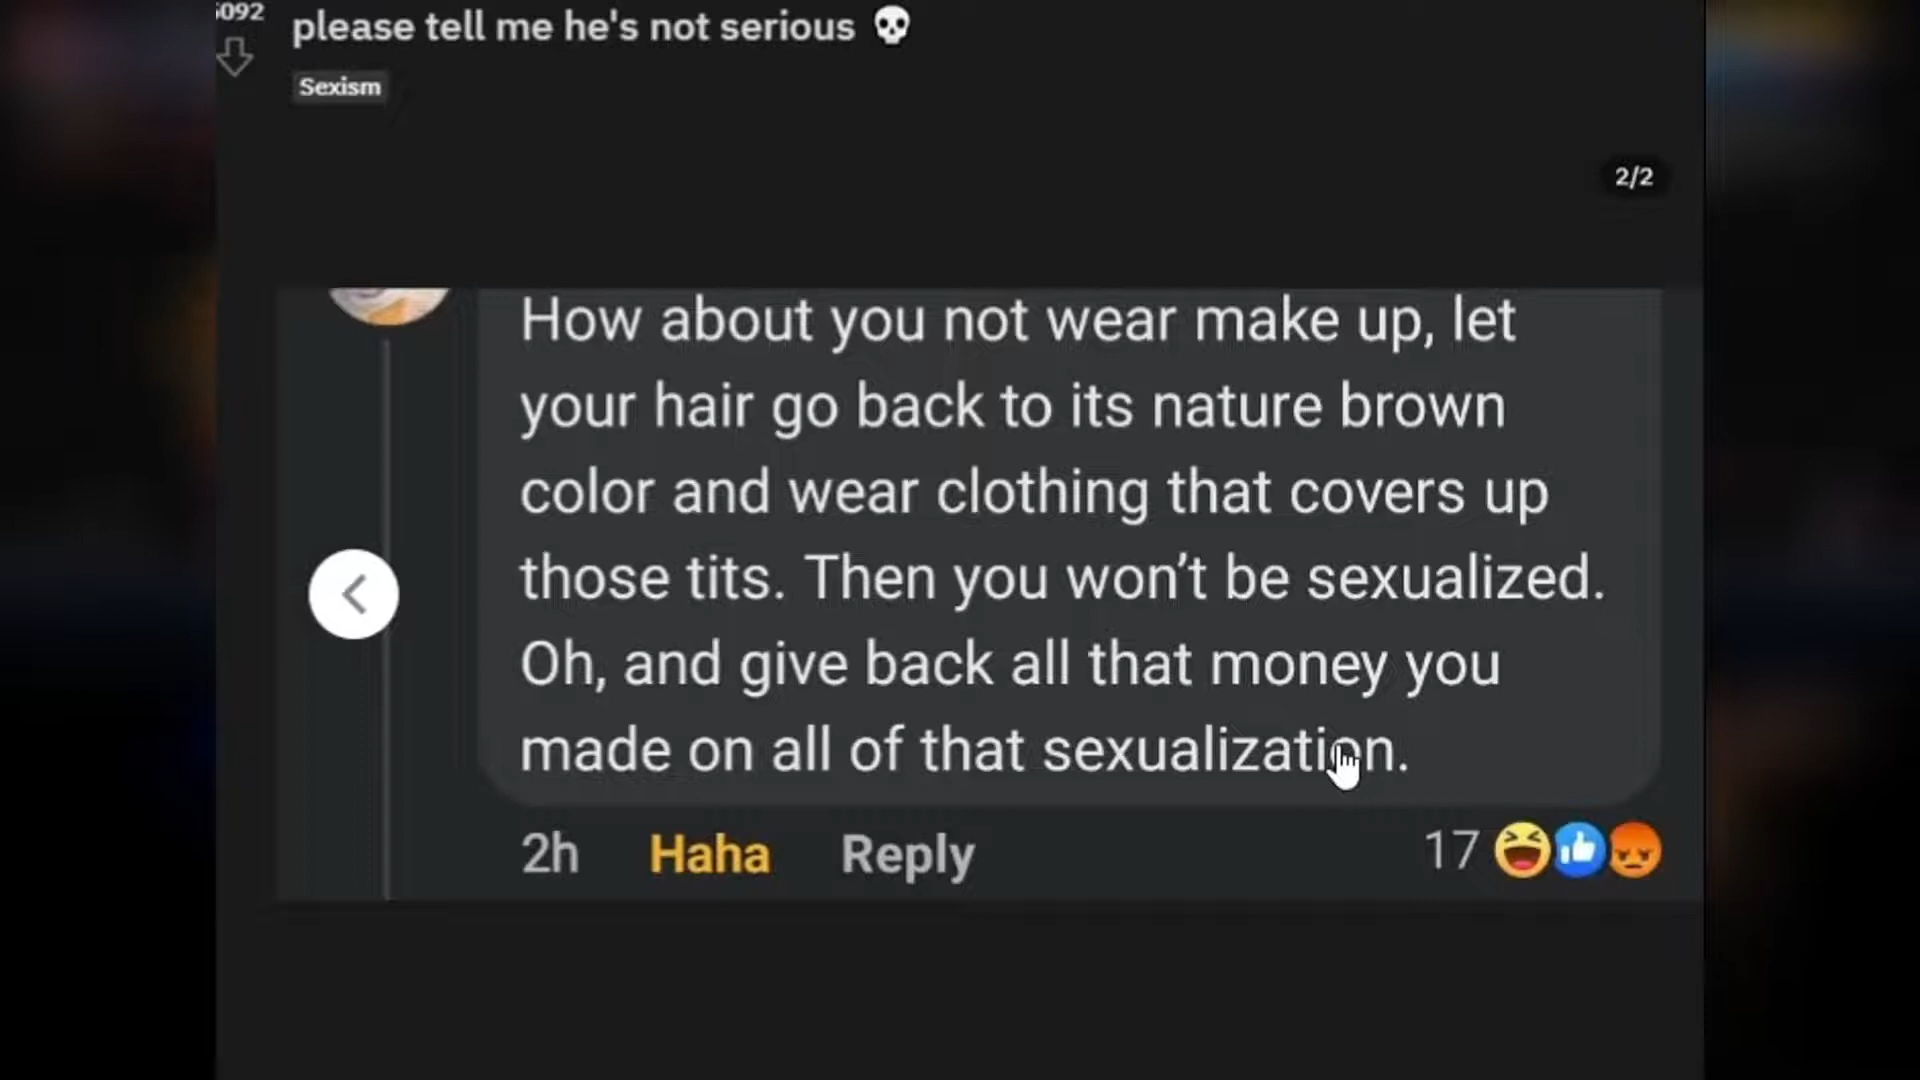 please tell me he's not serious 💀
Sexism
2/2
How about you not wear make up, let
your hair go back to its nature brown
color and wear clothing that covers up
those tits. Then you won't be sexualized.
Oh, and give back all that money you
made on all of that sexualization.
2h Haha Reply 17